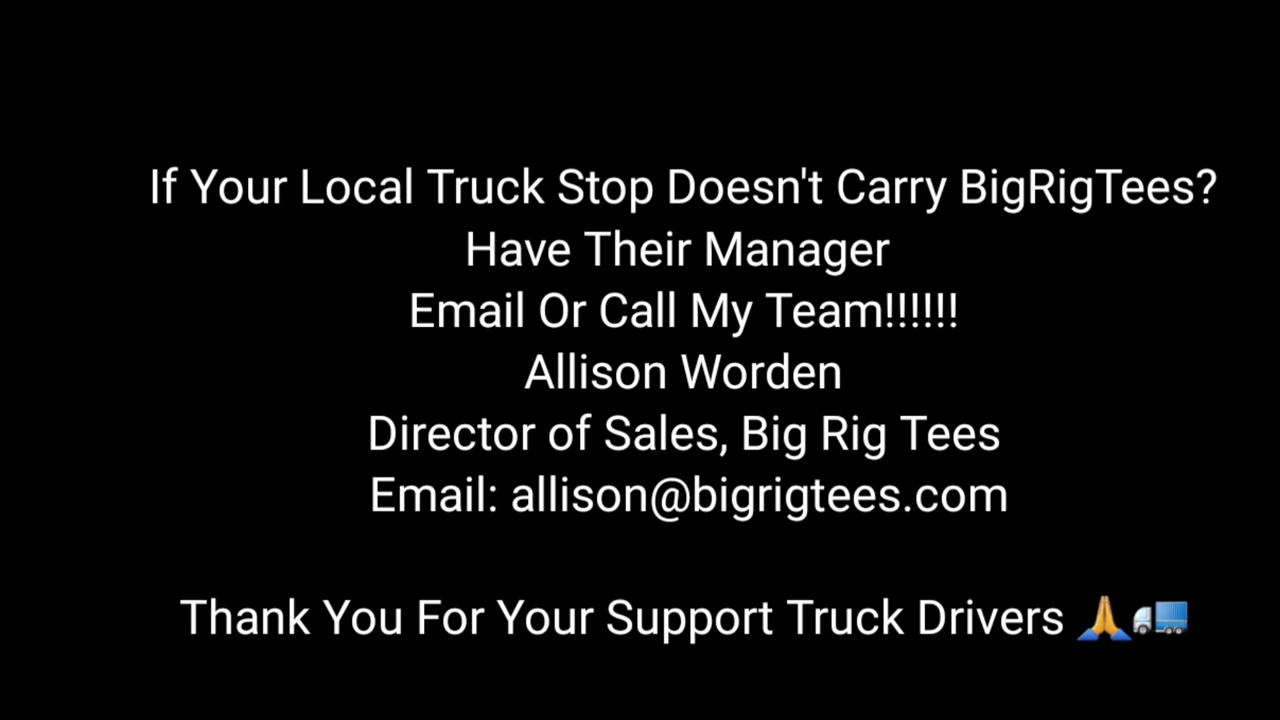 If Your Local Truck Stop Doesn't Carry BigRigTees?
Have Their Manager
Email Or Call My Team!!!!!!
Allison Worden
Director of Sales, Big Rig Tees
Email: allison@bigrigtees.com
Thank You For Your Support Truck Drivers 🙏🚛